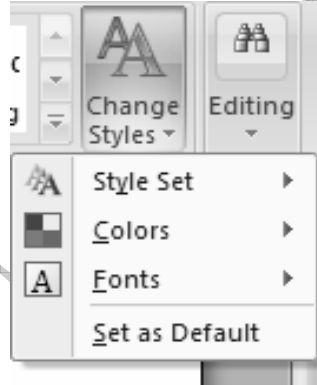 Change Styles
Editing
Style Set
Colors
Fonts
Set as Default